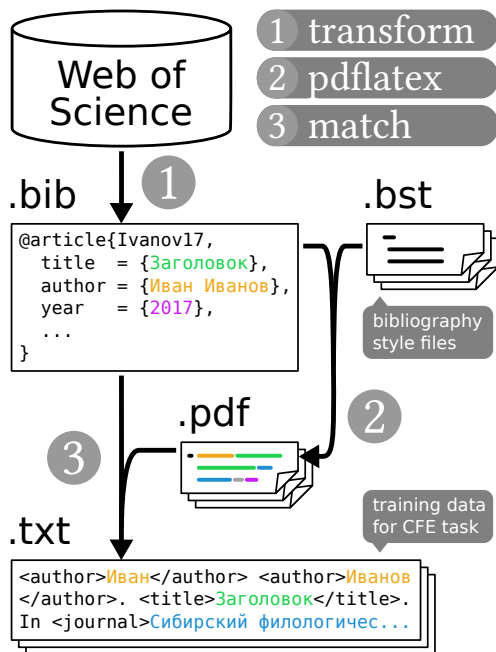 Web of
Science
1 transform
2 pdflatex
3 match
1
.bib
.bst
@article{Ivanov17,
title = {Заголовок},
author = {Иван Иванов},
year = {2017},
...
}
bibliography
style files
.pdf
2
3
training data
for CFE task
.txt
<author>Иван</author> <author>Иванов
</author>. <title>Заголовок</title>.
In <journal>Сибирский филологичес...